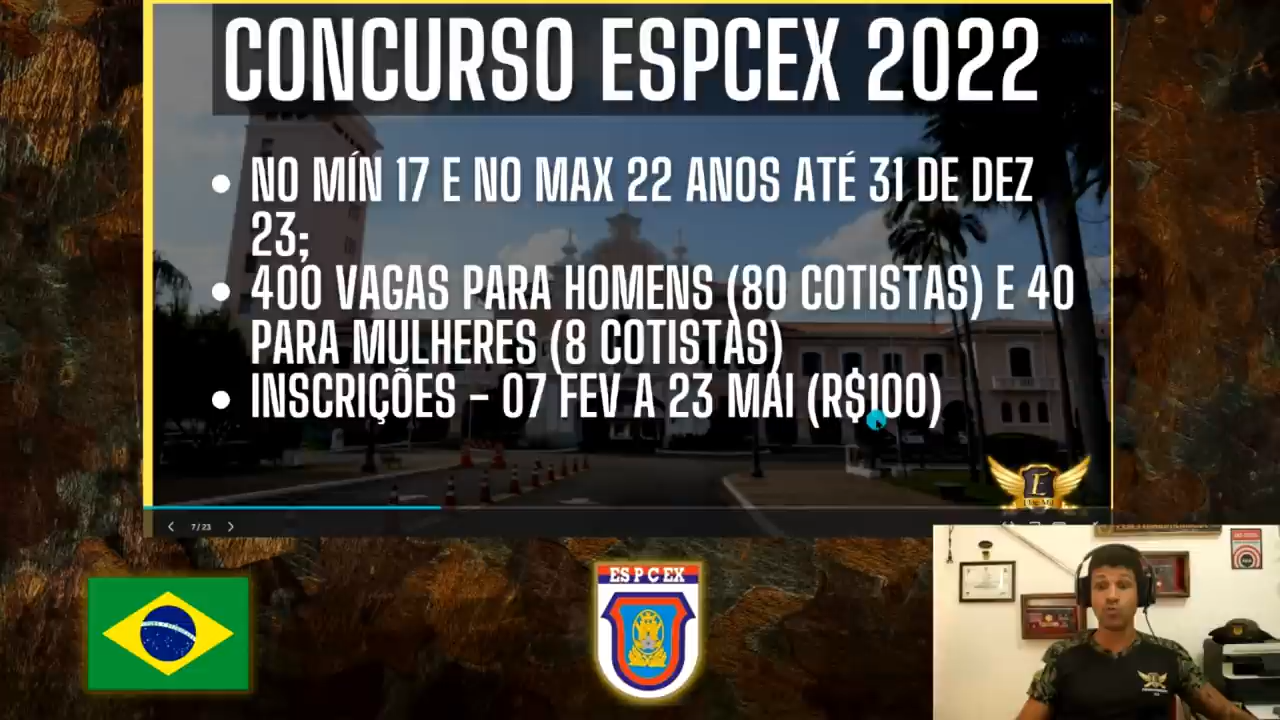 CONCURSO ESPCEX 2022
• NO MÍN 17 E NO MAX 22 ANOS ATÉ 31 DE DEZ
23;
• 400 VAGAS PARA HOMENS (80 COTISTAS) E 40
PARA MULHERES (8 COTISTAS)
• INSCRIÇÕES – 07 FEV A 23 MAI (R$100)
7 / 23
ES P C EX